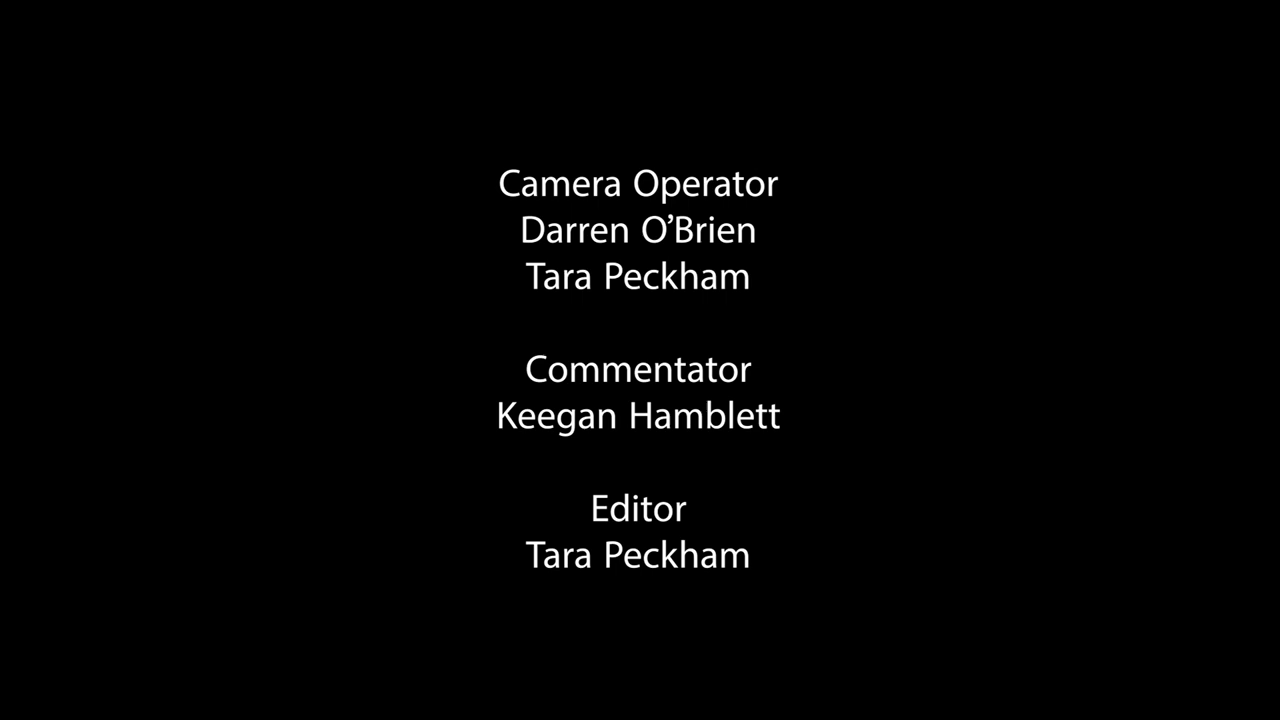 Camera Operator
Darren O’Brien
Tara Peckham
Commentator
Keegan Hamblett
Editor
Tara Peckham